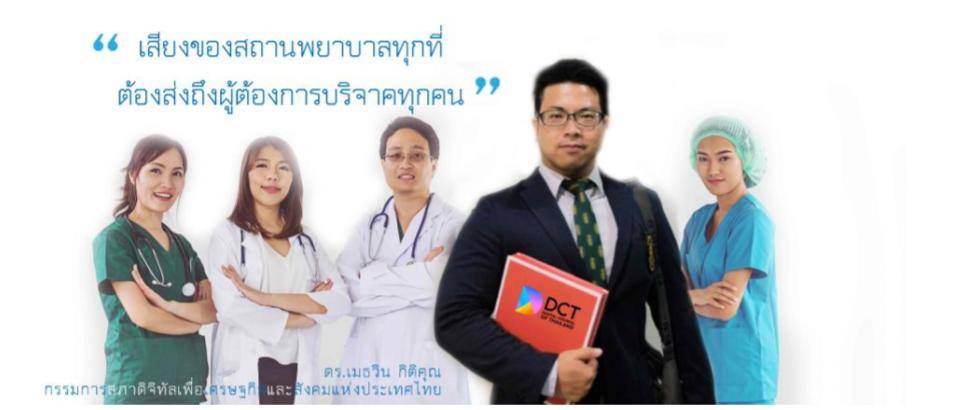 “ เสียงของสถานพยาบาลทุกที่
ต้องส่งถึงผู้ต้องการบริจาคทุกคน ”
DCT
DIGITAL COUNCIL
OF THAILAND
ดร.เมธวิน กิติคุณ
กรรมการสภาดิจิทัลเพื่อเศรษฐกิจและสังคมแห่งประเทศไทย